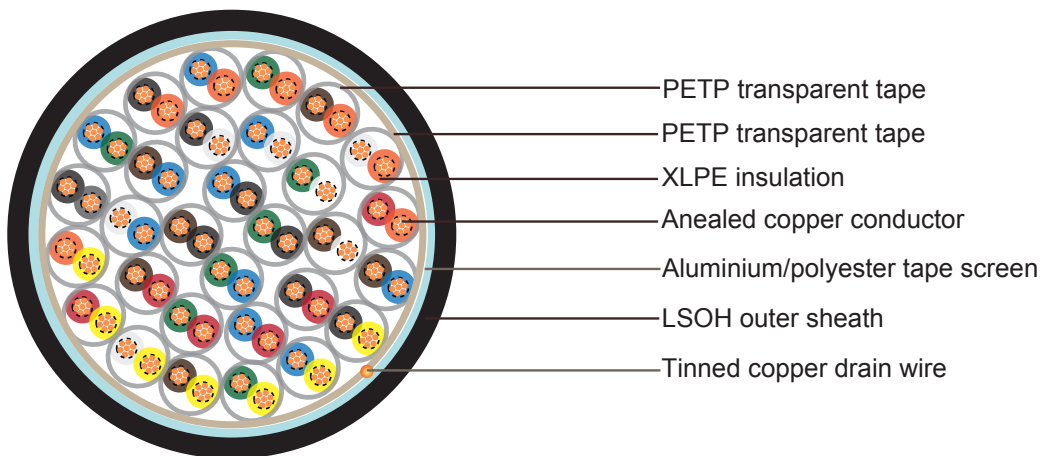 PETP transparent tape
PETP transparent tape
XLPE insulation
Anealed copper conductor
Aluminium/polyester tape screen
LSOH outer sheath
Tinned copper drain wire